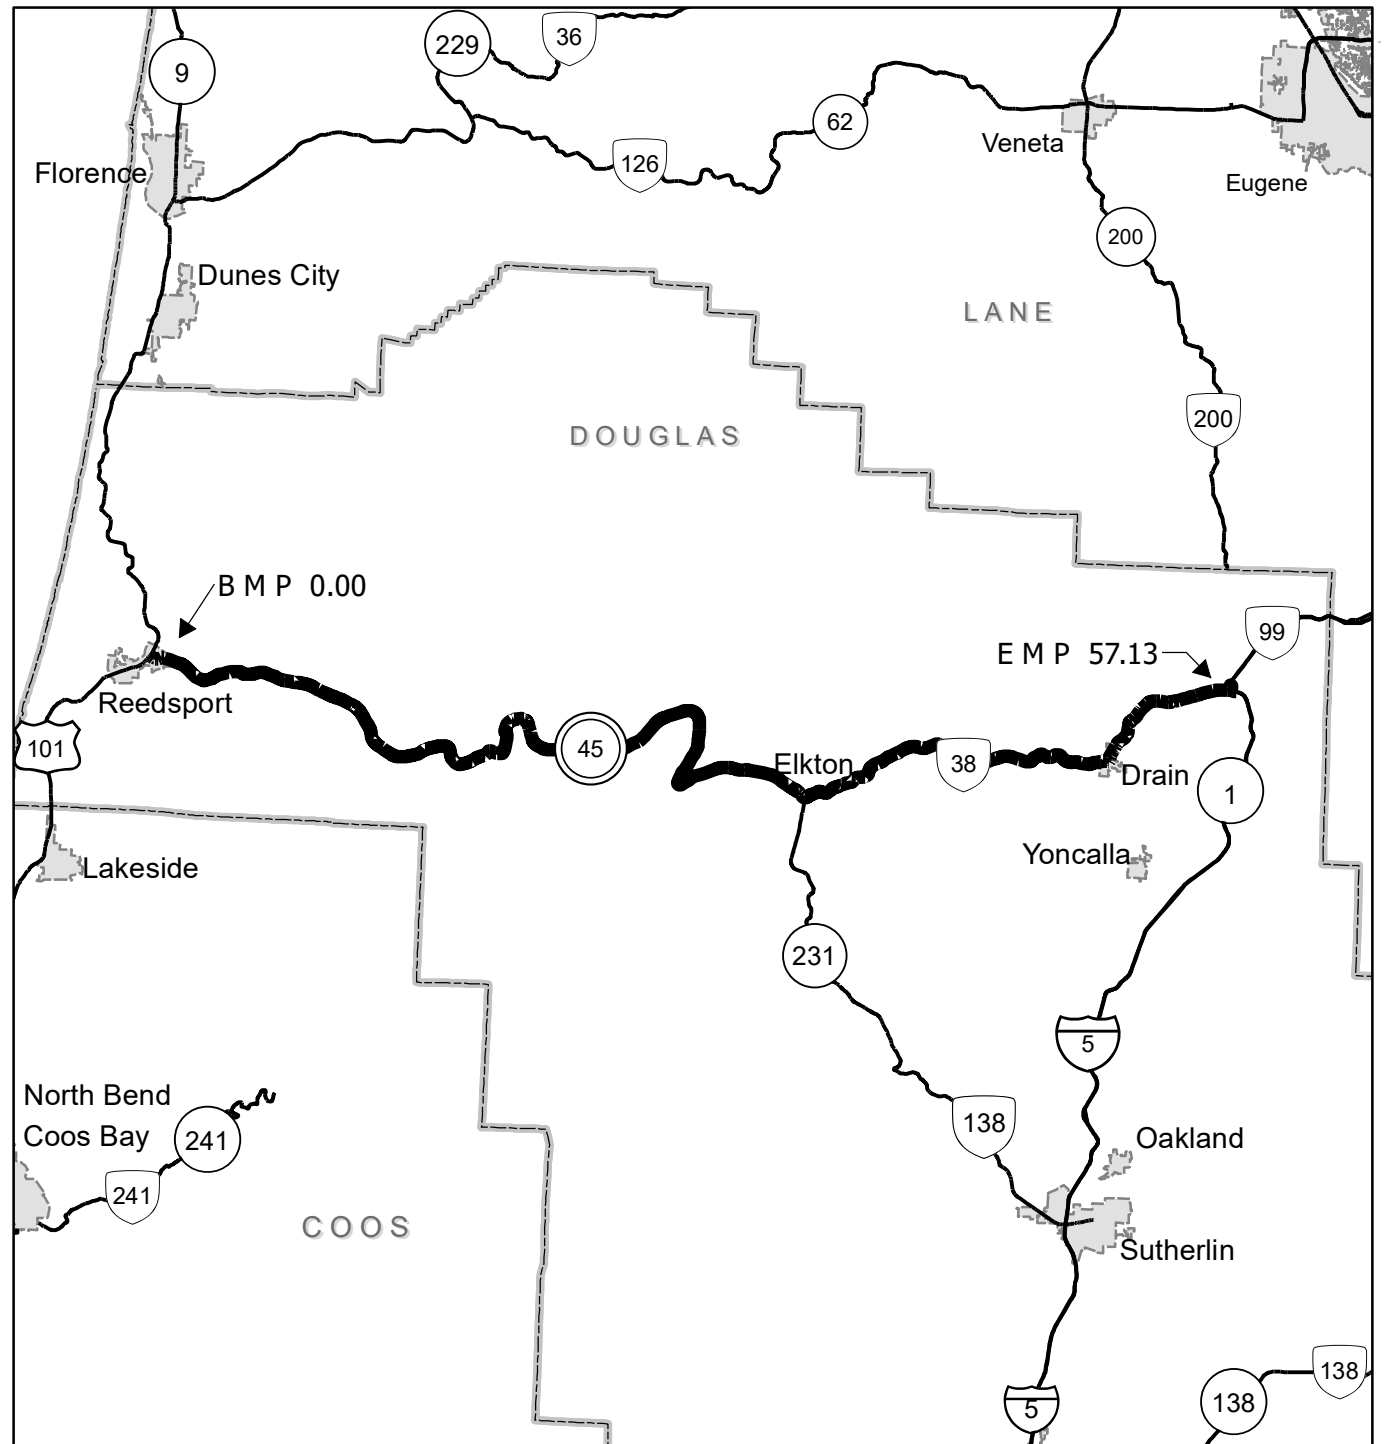 229
36
9
62
Veneta
126
Florence
Eugene
200
Dunes City
LANE
200
DOUGLAS
BMP 0.00
99
EMP 57.13
Reedsport
101
45
Elkton
38
Drain
1
Yoncalla
Lakeside
231
5
North Bend
Coos Bay
241
138
Oakland
241
COOS
Sutherlin
138
5
138